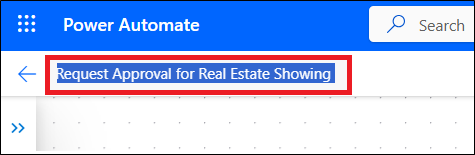 Power Automate
Search
Request Approval for Real Estate Showing